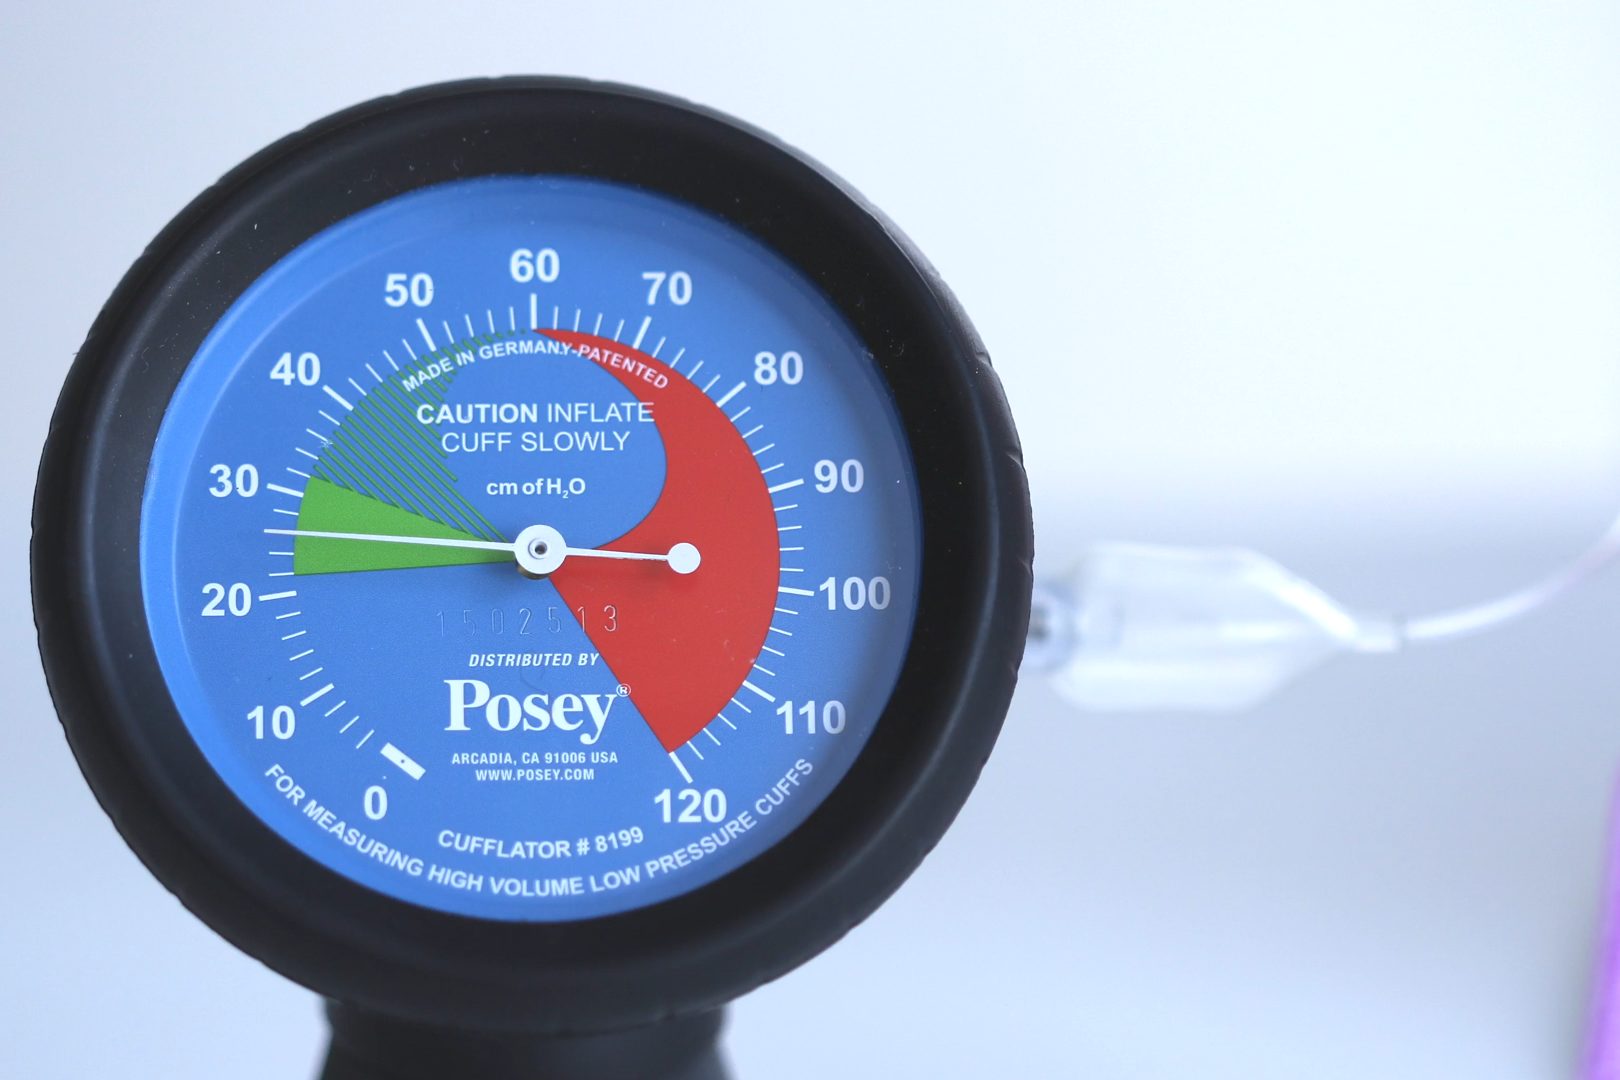 60
50
70
40
80
30
90
20
100
10
110
0
120
MADE IN GERMANY-PATENTED
CAUTION INFLATE
CUFF SLOWLY
cm of H₂O
1502513
DISTRIBUTED BY
Posey®
ARCADIA, CA 91006 USA
WWW.POSEY.COM
CUFFLATOR # 8199
FOR MEASURING HIGH VOLUME LOW PRESSURE CUFFS